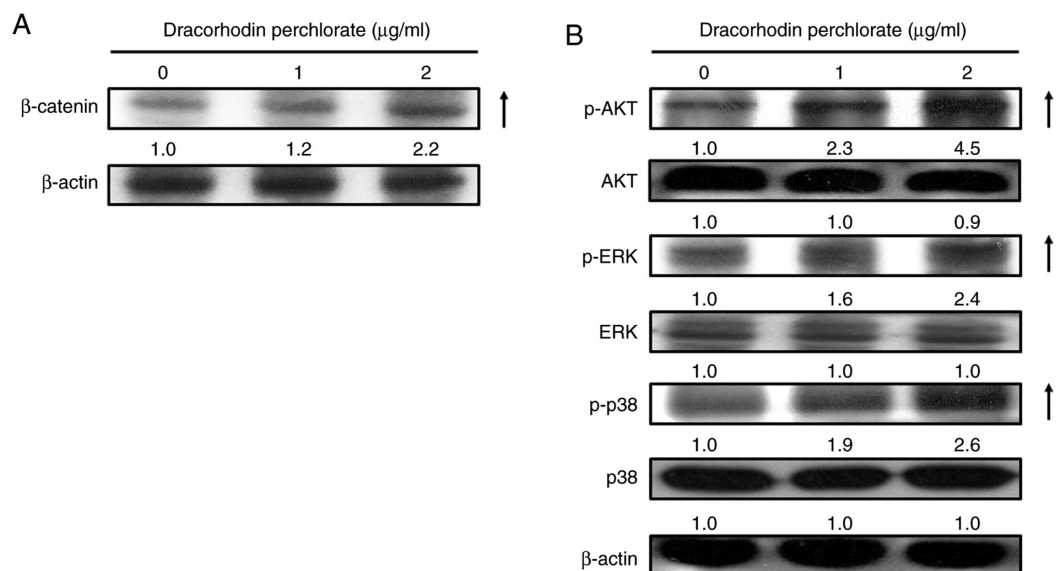 A
Dracorhodin perchlorate (μg/ml)
0 1 2
β-catenin
1.0 1.2 2.2
β-actin
B
Dracorhodin perchlorate (μg/ml)
0 1 2
p-AKT
1.0 2.3 4.5
AKT
1.0 1.0 0.9
p-ERK
1.0 1.6 2.4
ERK
1.0 1.0 1.0
p-p38
1.0 1.9 2.6
p38
1.0 1.0 1.0
β-actin